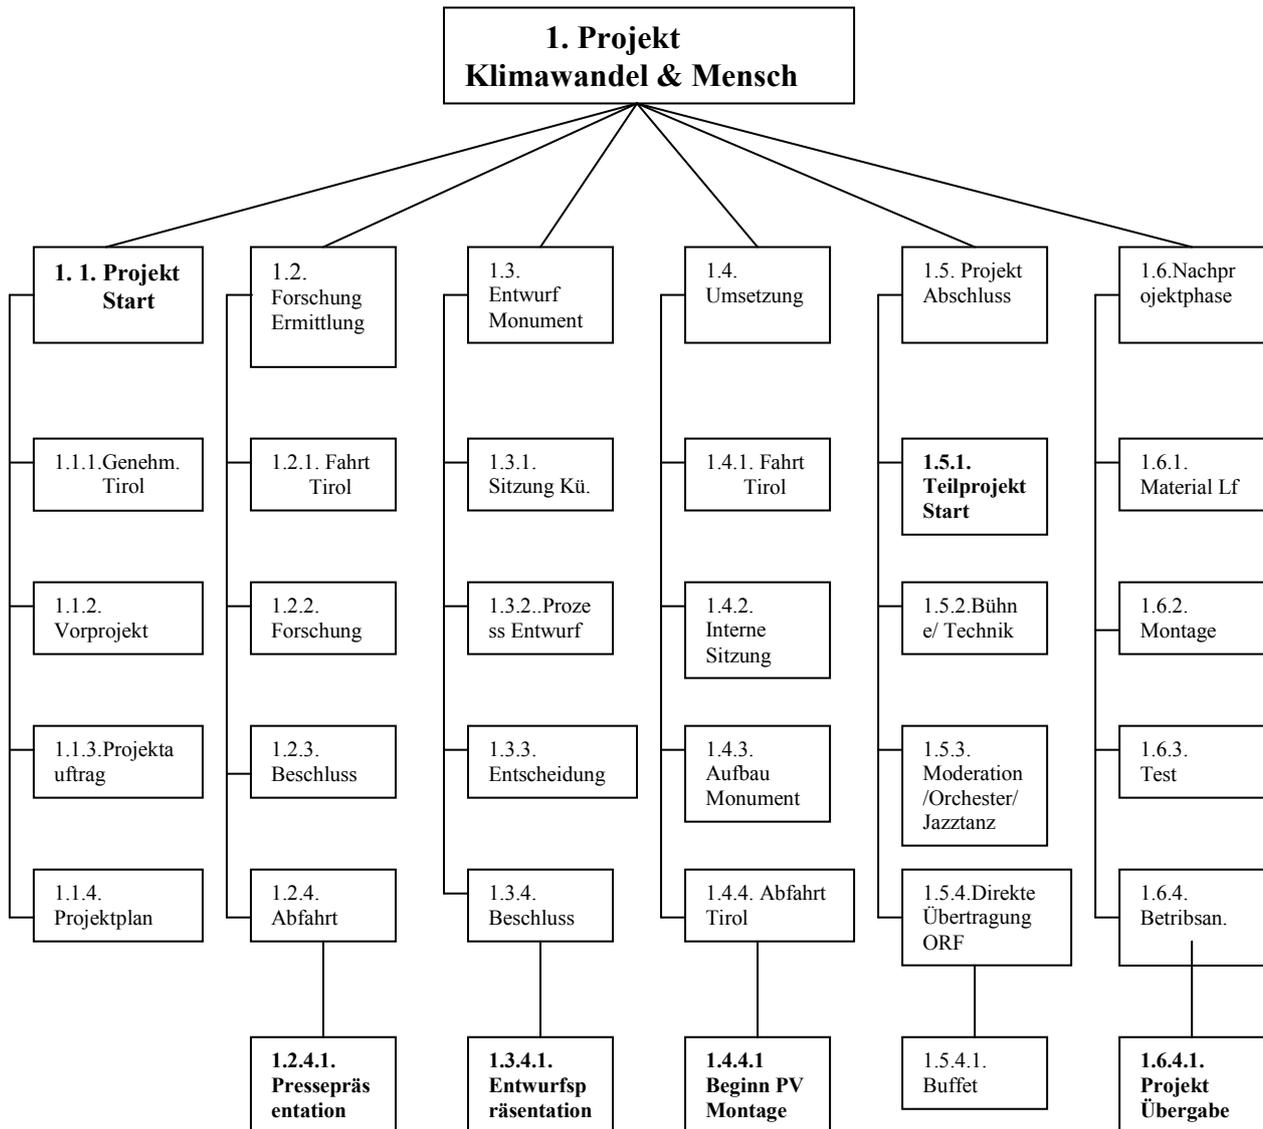 1. Projekt
Klimawandel & Mensch
1. 1. Projekt
Start
1.2.
Forschung
Ermittlung
1.3.
Entwurf
Monument
1.4.
Umsetzung
1.5. Projekt
Abschluss
1.6.Nachpr
ojektphase
1.1.1.Genehm.
Tirol
1.2.1. Fahrt
Tirol
1.3.1.
Sitzung Kü.
1.4.1. Fahrt
Tirol
1.5.1.
Teilprojekt
Start
1.6.1.
Material Lf
1.1.2.
Vorprojekt
1.2.2.
Forschung
1.3.2..Proze
ss Entwurf
1.4.2.
Interne
Sitzung
1.5.2.Bühn
e/ Technik
1.6.2.
Montage
1.1.3.Projekta
uftrag
1.2.3.
Beschluss
1.3.3.
Entscheidung
1.4.3.
Aufbau
Monument
1.5.3.
Moderation
/Orchester/
Jazztanz
1.6.3.
Test
1.1.4.
Projektplan
1.2.4.
Abfahrt
1.3.4.
Beschluss
1.4.4. Abfahrt
Tirol
1.5.4.Direkte
Übertragung
ORF
1.6.4.
Betribsan.
1.2.4.1.
Presspräs
entation
1.3.4.1.
Entwurfsp
räsentation
1.4.4.1
Beginn PV
Montage
1.5.4.1.
Buffet
1.6.4.1.
Projekt
Übergabe